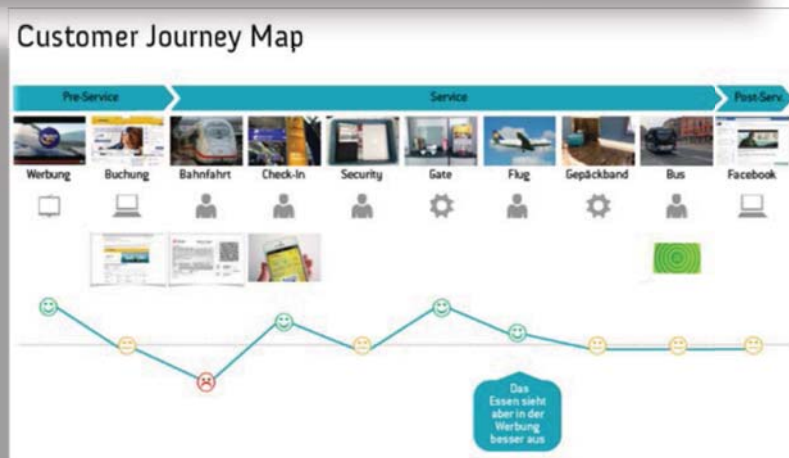 Customer Journey Map
Pre-Service Service Post-Serv.
Werbung Buchung Bahnfahrt Check-In Security Gate Flug Gepäckband Bus Facebook
Das
Essen sieht
aber in der
Werbung
besser aus